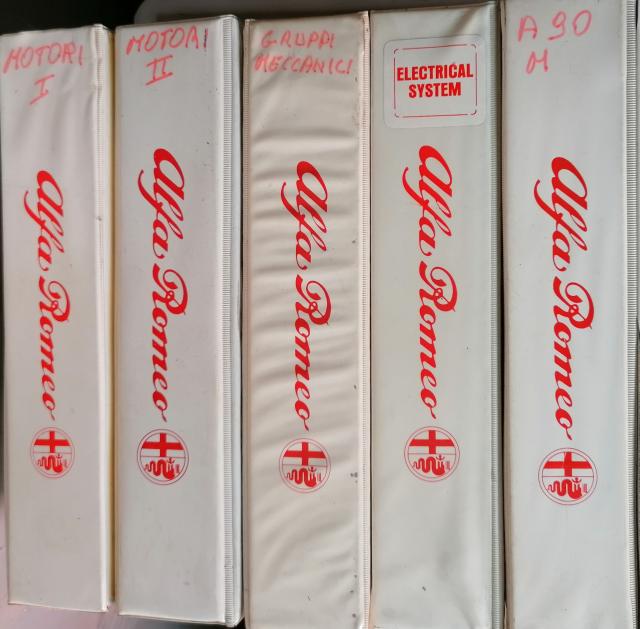 MOTORI
I
Alfa Romeo
MOTORI
II
Alfa Romeo
GRUPPI
MECCANICI
Alfa Romeo
ELECTRICAL
SYSTEM
Alfa Romeo
A 90
M
Alfa Romeo